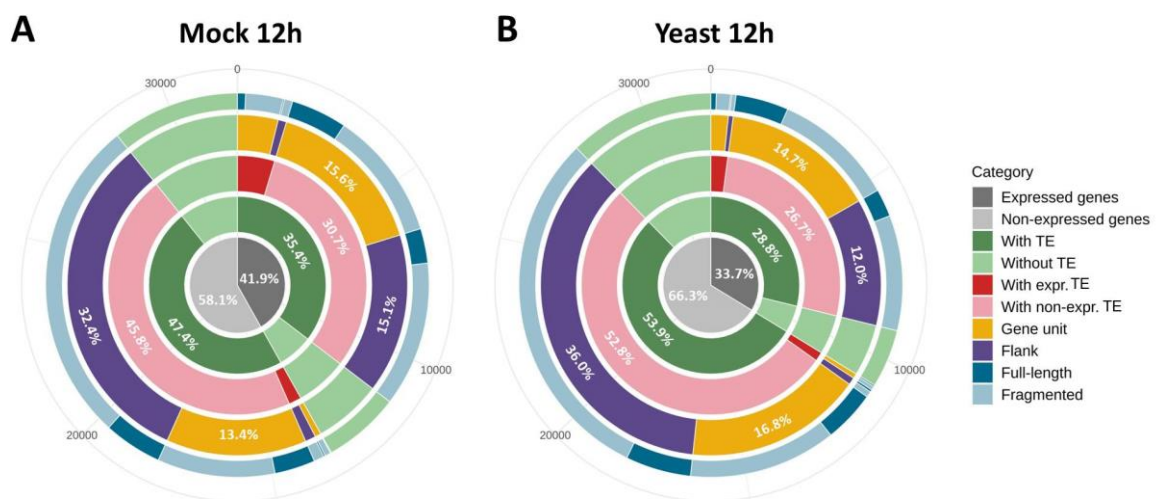 A
Mock 12h
B
Yeast 12h
0
30000
10000
20000
41.9%
58.1%
35.4%
47.4%
30.7%
45.8%
15.6%
15.1%
13.4%
32.4%
0
30000
10000
20000
33.7%
66.3%
28.8%
53.9%
26.7%
52.8%
14.7%
12.0%
16.8%
36.0%
Category
Expressed genes
Non-expressed genes
With TE
Without TE
With expr. TE
With non-expr. TE
Gene unit
Flank
Full-length
Fragmented